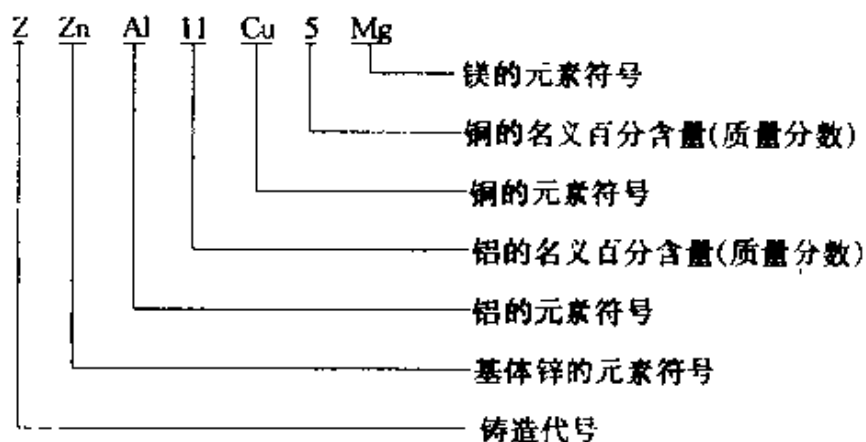 Z Zn Al 11 Cu 5 Mg
镁的元素符号
铜的名义百分含量(质量分数)
铜的元素符号
铝的名义百分含量(质量分数)
铝的元素符号
基体锌的元素符号
铸造代号